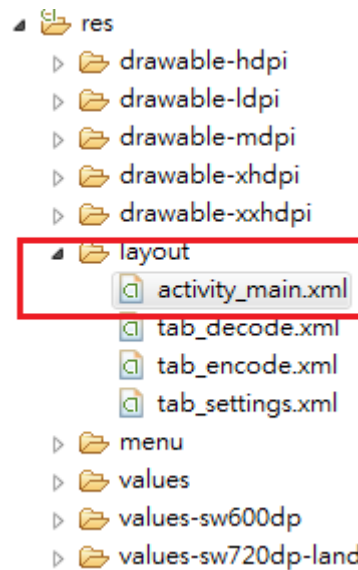 res
drawable-hdpi
drawable-ldpi
drawable-mdpi
drawable-xhdpi
drawable-xxhdpi
layout
activity_main.xml
tab_decode.xml
tab_encode.xml
tab_settings.xml
menu
values
values-sw600dp
values-sw720dp-land